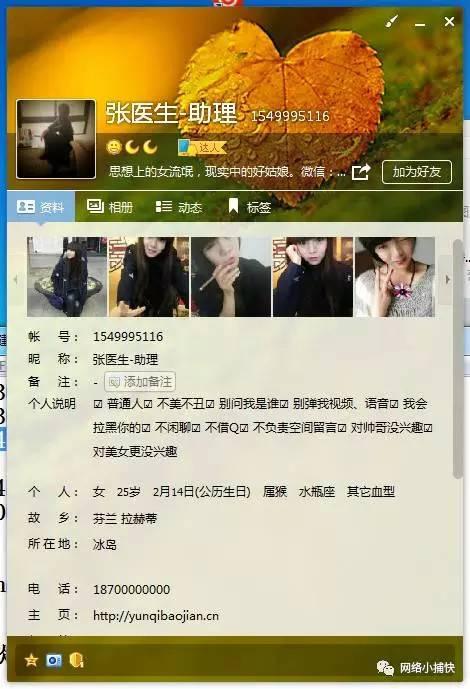 张医生-助理 1549995116
达人
思想上的女流氓，现实中的好姑娘。微信：... 加为好友
资料 相册 动态 标签
帐 号： 1549995116
昵 称： 张医生-助理
备 注： - 添加备注
个人说明 ☑ 普通人☑ 不美不丑☑ 别问我是谁☑ 别弹我视频、语音☑ 我会
拉黑你的☑ 不闲聊☑ 不借Q☑ 不负责空间留言☑ 对帅哥没兴趣☑
对美女更没兴趣
个 人： 女 25岁 2月14日(公历生日) 属猴 水瓶座 其它血型
故 乡： 芬兰 拉赫蒂
所在地： 冰岛
电 话： 18700000000
主 页： http://yunqibaojian.cn
网络小捕快